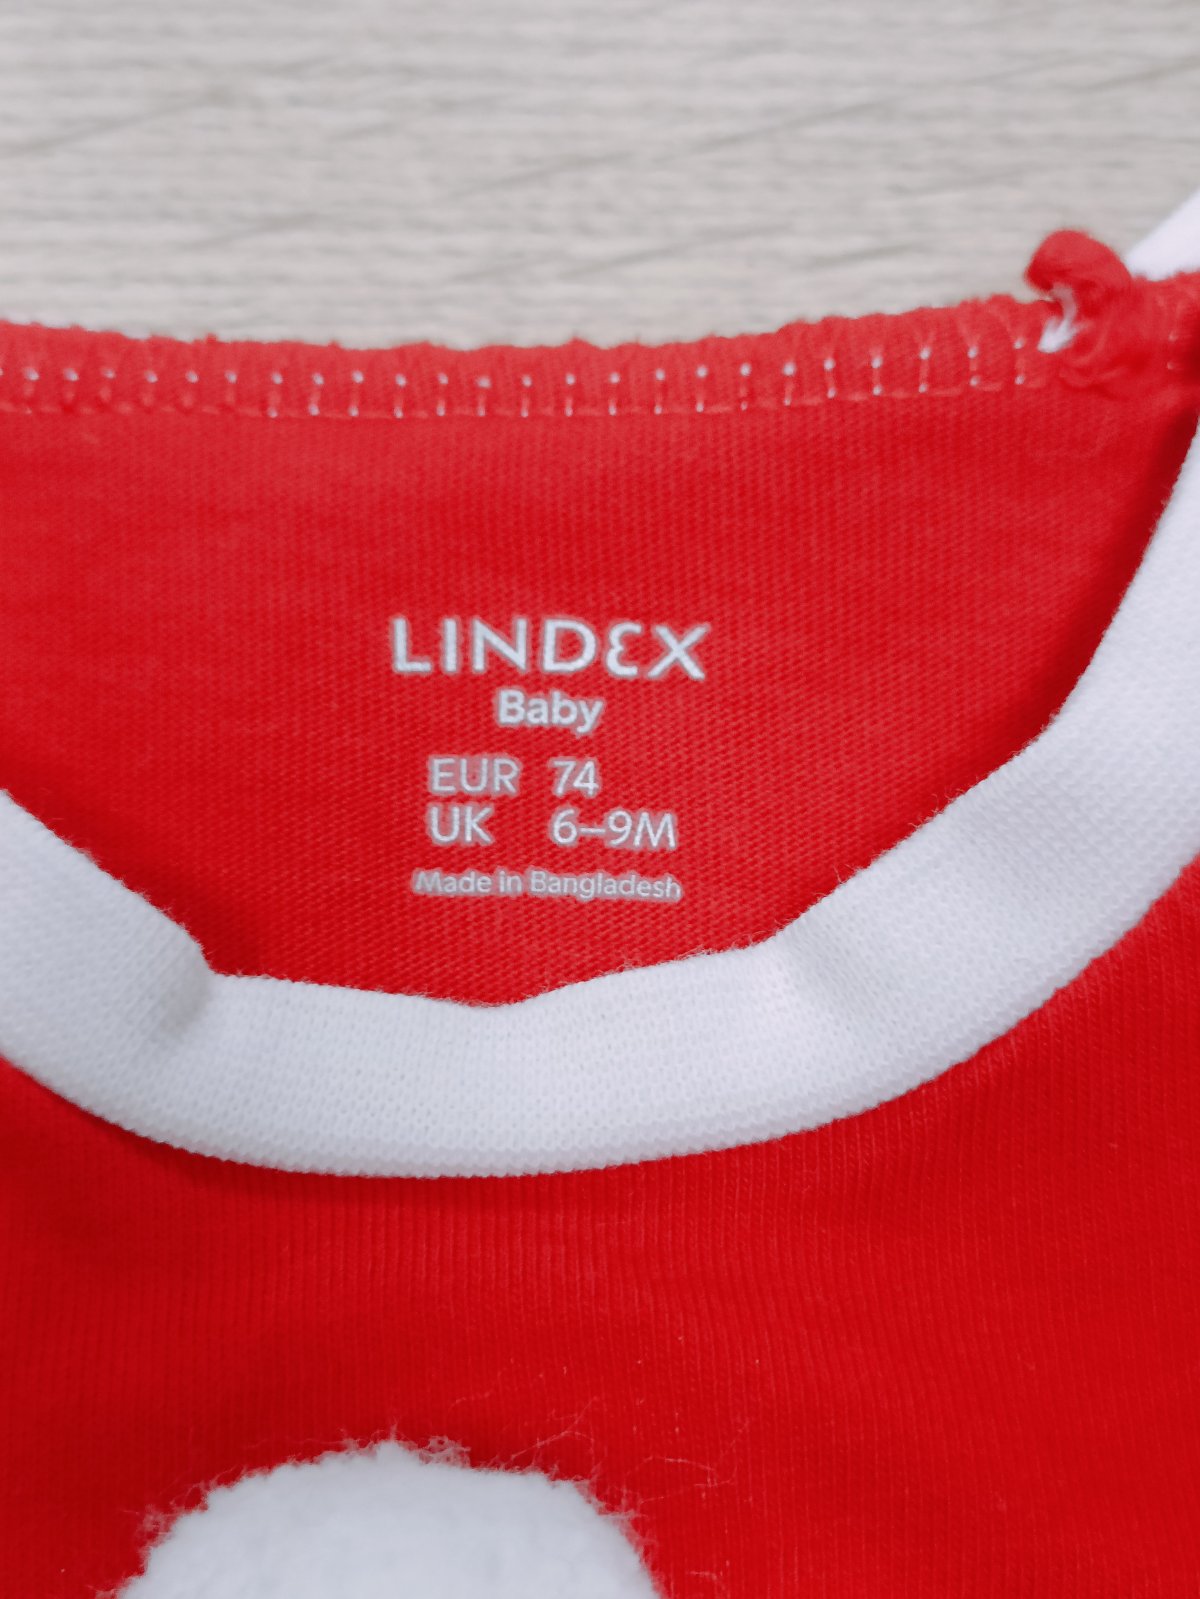 LINDEX
Baby
EUR 74
UK 6–9M
Made in Bangladesh